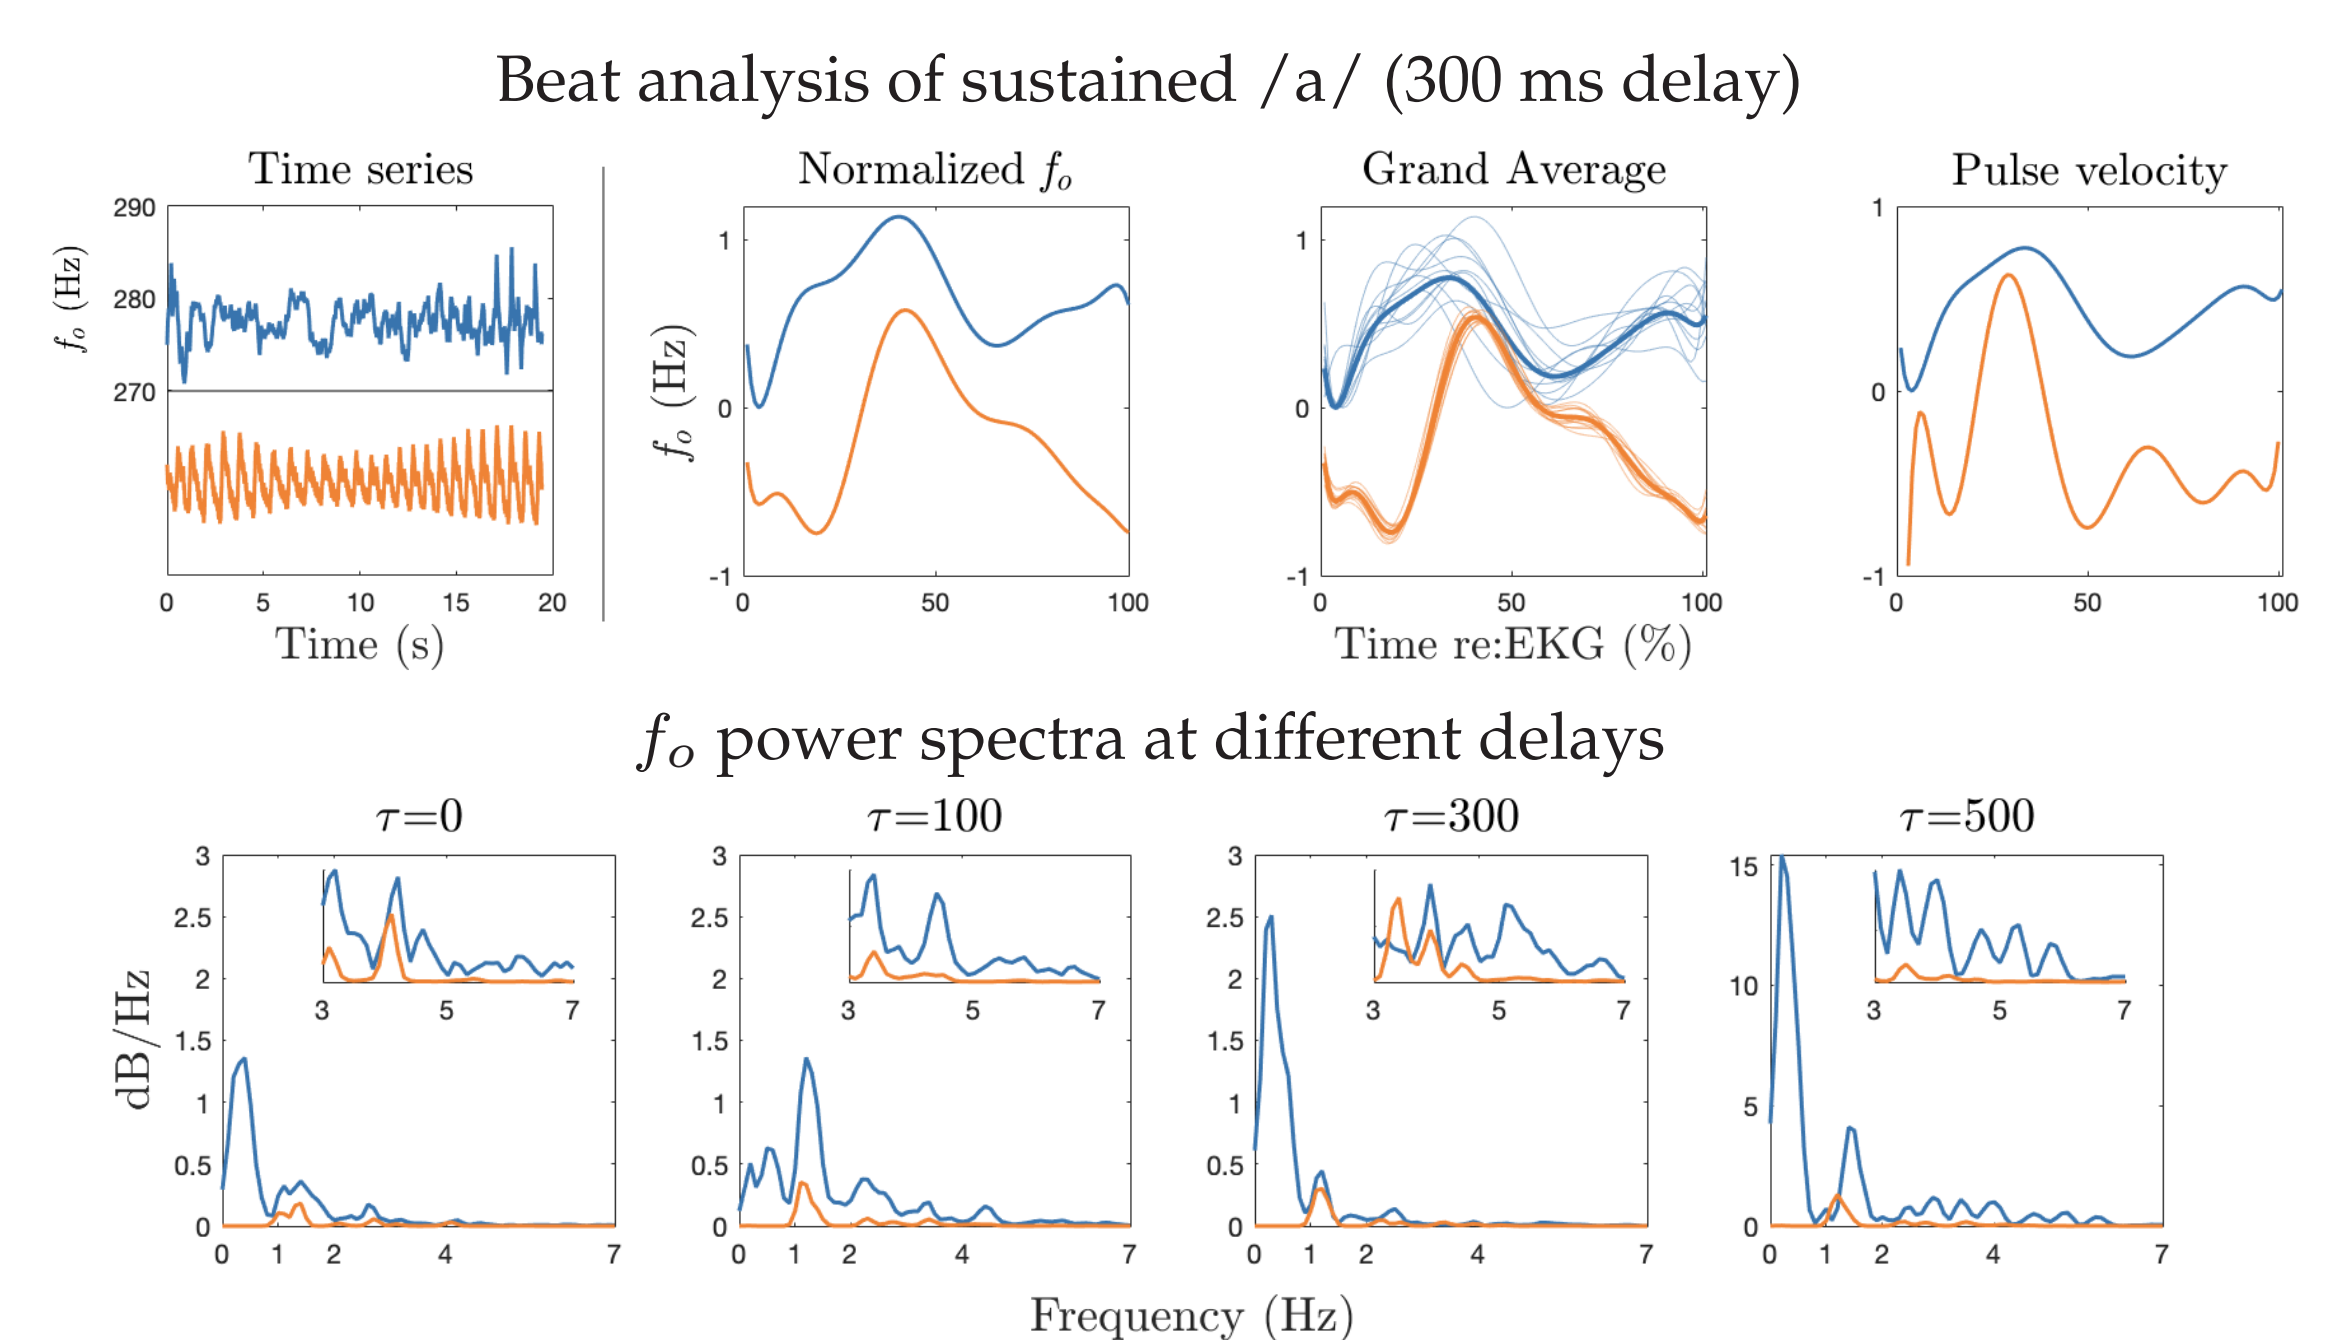 Beat analysis of sustained /a/ (300 ms delay)
Time series
Normalized fo
Grand Average
Pulse velocity
fo (Hz)
290
280
270
0 5 10 15 20
Time (s)
fo (Hz)
1
0
-1
0 50 100
1
0
-1
0 50 100
Time re:EKG (%)
1
0
-1
0 50 100
fo power spectra at different delays
τ=0
τ=100
τ=300
τ=500
dB/Hz
3
2.5
2
1.5
1
0.5
0
3 5 7
0 1 2 4 7
3
2.5
2
1.5
1
0.5
0
3 5 7
0 1 2 4 7
3
2.5
2
1.5
1
0.5
0
3 5 7
0 1 2 4 7
15
10
5
0
3 5 7
0 1 2 4 7
Frequency (Hz)